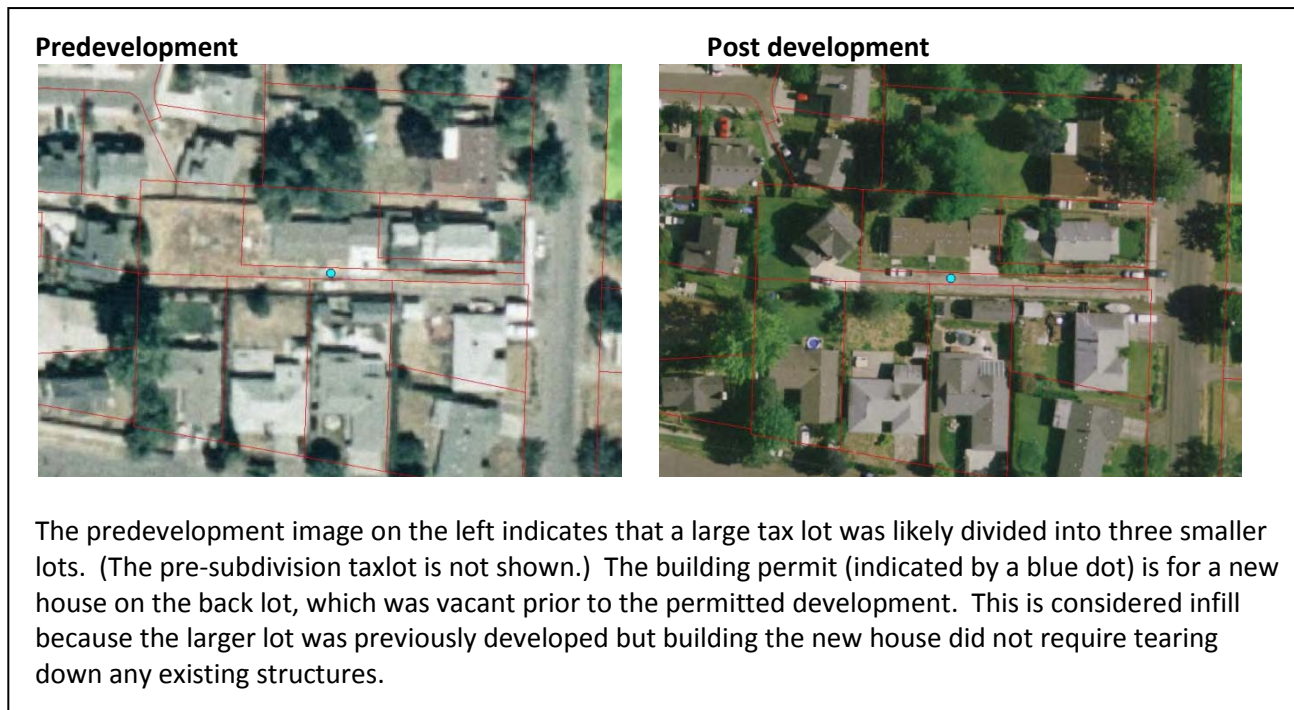 Predevelopment
Post development
The predevelopment image on the left indicates that a large tax lot was likely divided into three smaller
lots.  (The pre-subdivision taxlot is not shown.)  The building permit (indicated by a blue dot) is for a new
house on the back lot, which was vacant prior to the permitted development.  This is considered infill
because the larger lot was previously developed but building the new house did not require tearing
down any existing structures.